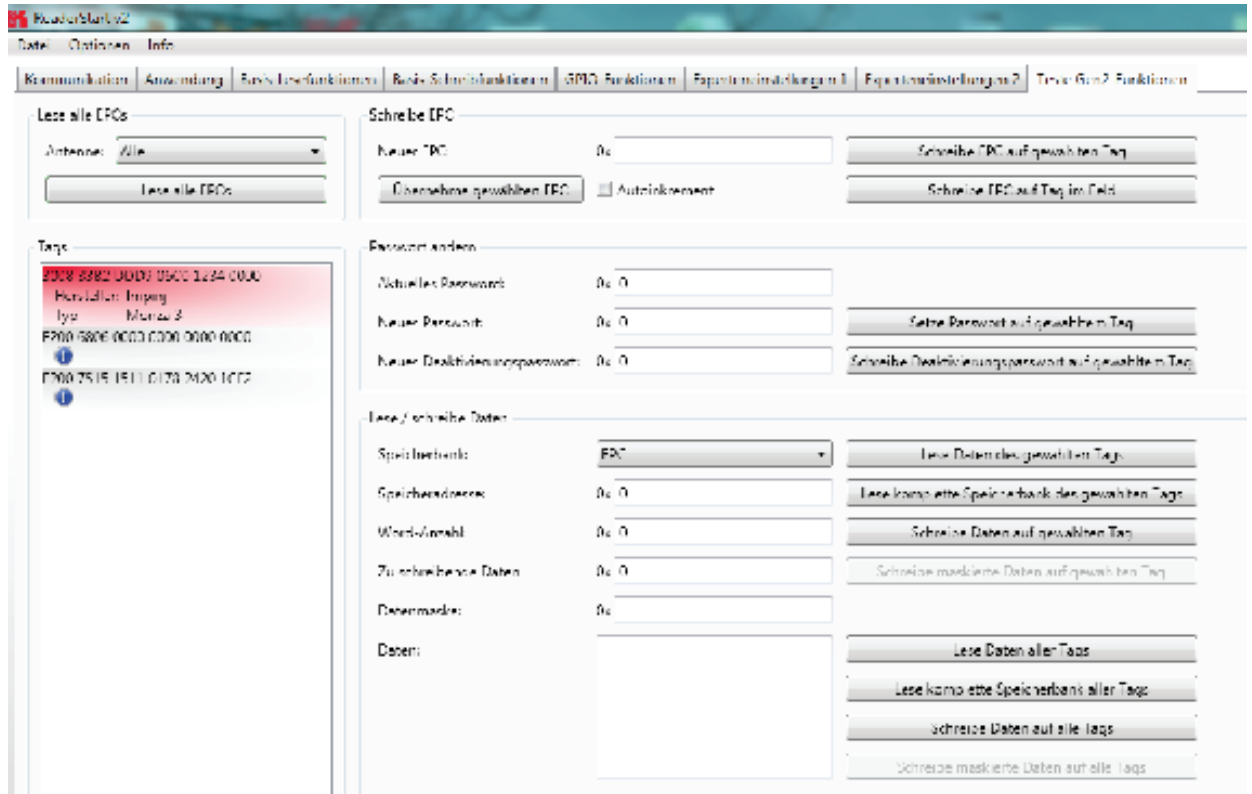 ReaderStart v2
Datei Optionen Info
Kommunikation Anwendung Basis Lesefunktionen Basis Schreibfunktionen GPIO Funktionen Experteneinstellungen 1 Experteneinstellungen 2 Teste Gen2 Funktionen
Lese alle EPCs
Antenne: Alle
Lese alle EPCs
Schreibe EPC
Neuer EPC 0x
Schreibe EPC auf gewählten Tag
Übernehme gewählten EPC
Autoinkrement
Schreibe EPC auf Tag im Feld
Tags
Hersteller: Impinj
Typ Monza 3
Passwort ändern
Aktuelles Passwort: 0x 0
Neues Passwort: 0x 0
Setze Passwort auf gewähltem Tag
Neues Deaktivierungspasswort: 0x 0
Schreibe Deaktivierungspasswort auf gewähltem Tag
Lese / schreibe Daten
Speicherbank: EPC
Lese Daten des gewählten Tags
Speicheradresse: 0x 0
Lese komplette Speicherbank des gewählten Tags
Word-Anzahl: 0x 0
Schreibe Daten auf gewählten Tag
Zu schreibende Daten 0x 0
Schreibe maskierte Daten auf gewählten Tag
Datenmaske: 0x
Daten:
Lese Daten aller Tags
Lese komplette Speicherbank aller Tags
Schreibe Daten auf alle Tags
Schreibe maskierte Daten auf alle Tags